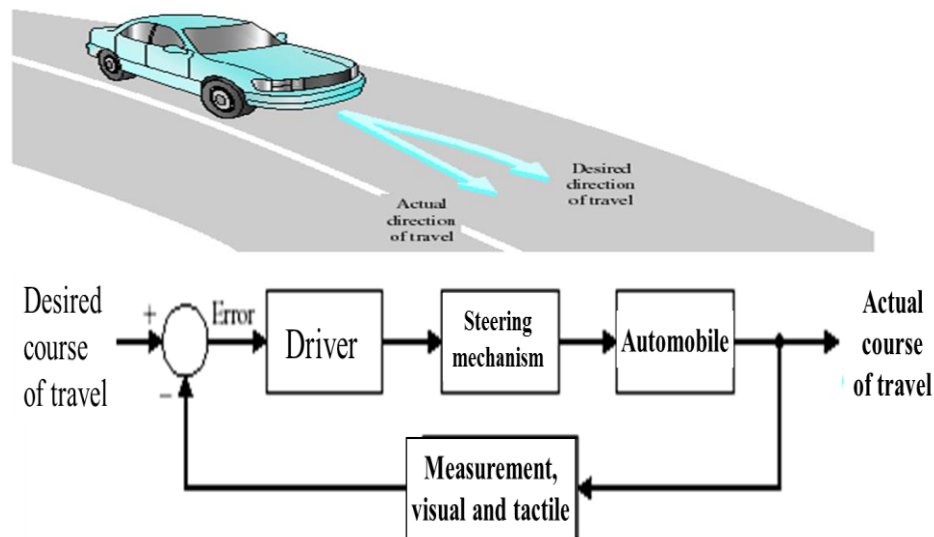 Desired
direction
of travel
Actual
direction
of travel
Desired
course
of travel
+
Error
−
Driver
Steering
mechanism
Automobile
Actual
course
of travel
Measurement,
visual and tactile